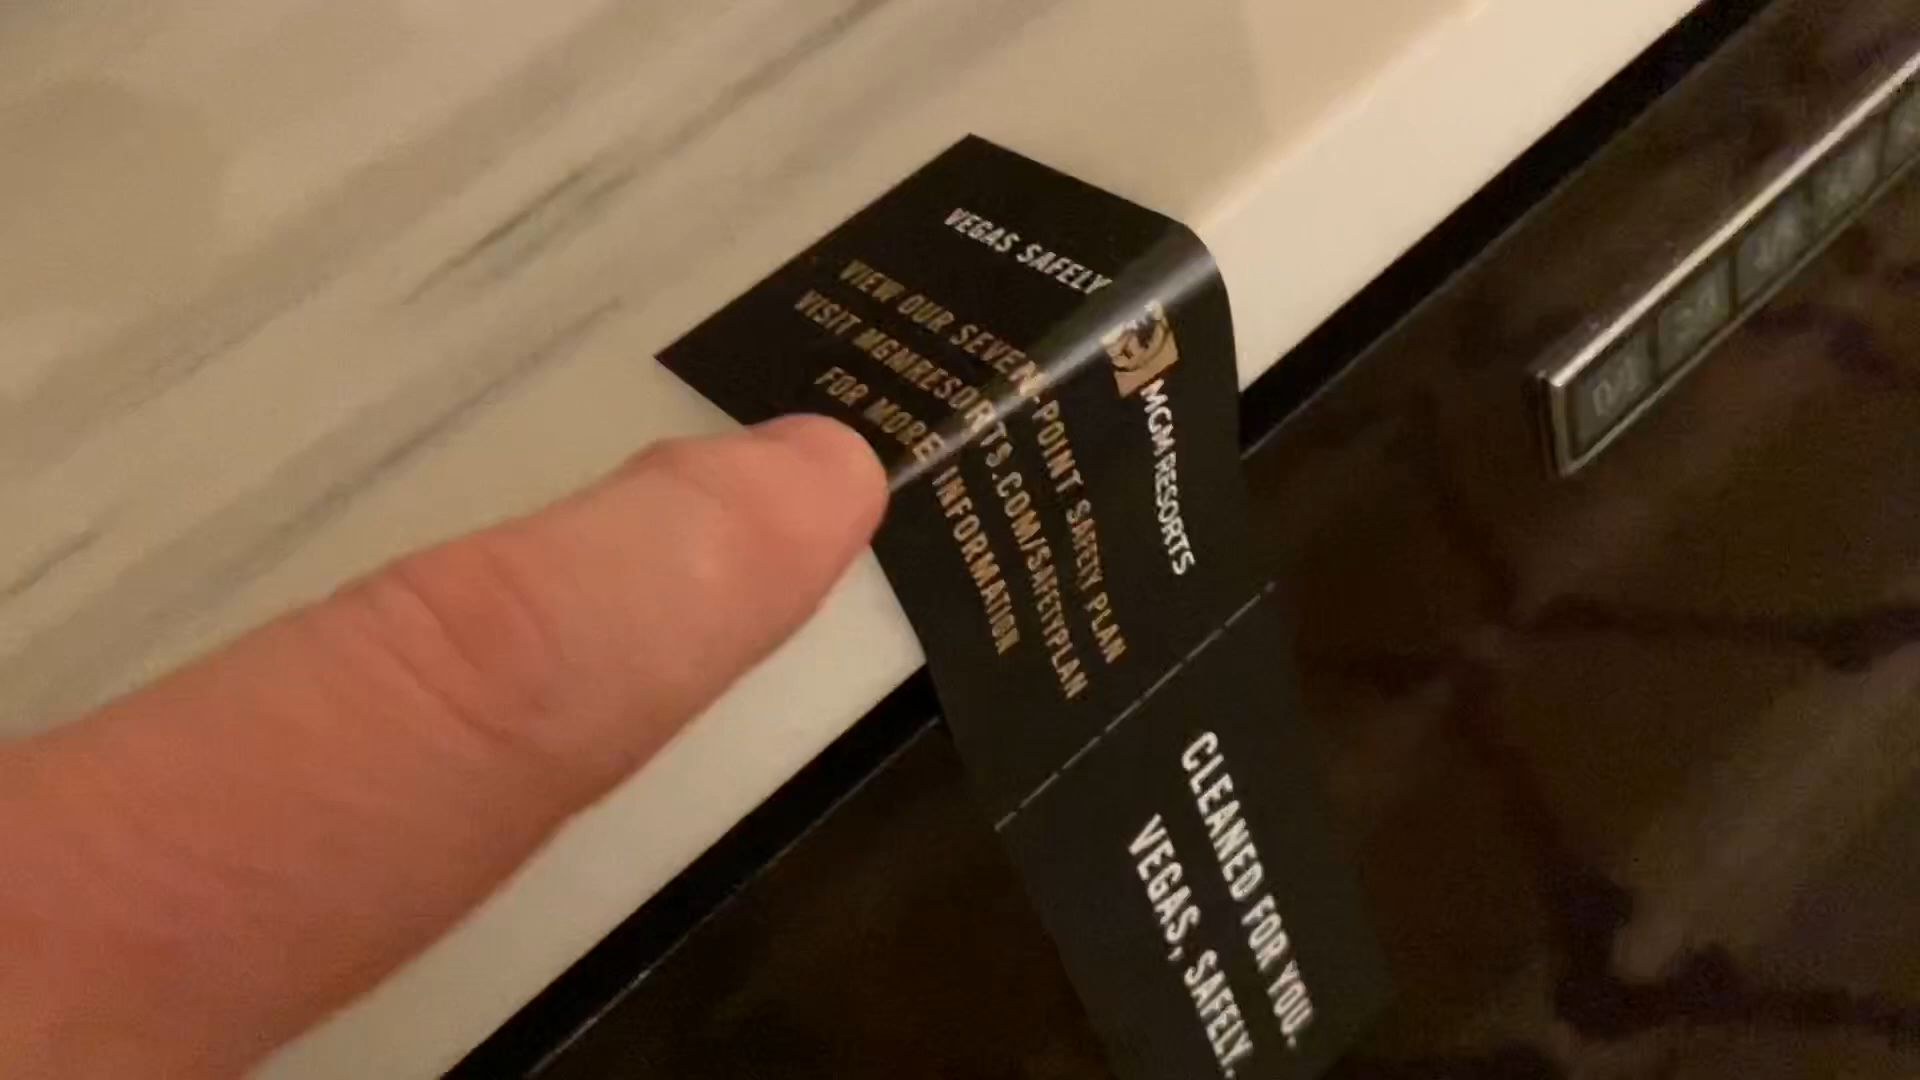 VEGAS SAFELY
VIEW OUR SEVEN-POINT SAFETY PLAN
VISIT MGMRESORTS.COM/SAFETYPLAN
FOR MORE INFORMATION
MGM RESORTS
CLEANED FOR YOU.
VEGAS, SAFELY.